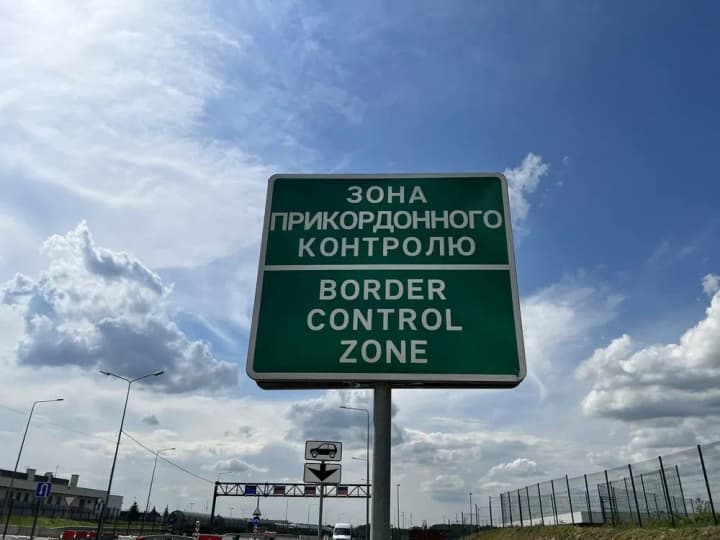 ЗОНА
ПРИКОРДОННОГО
КОНТРОЛЮ
BORDER
CONTROL
ZONE